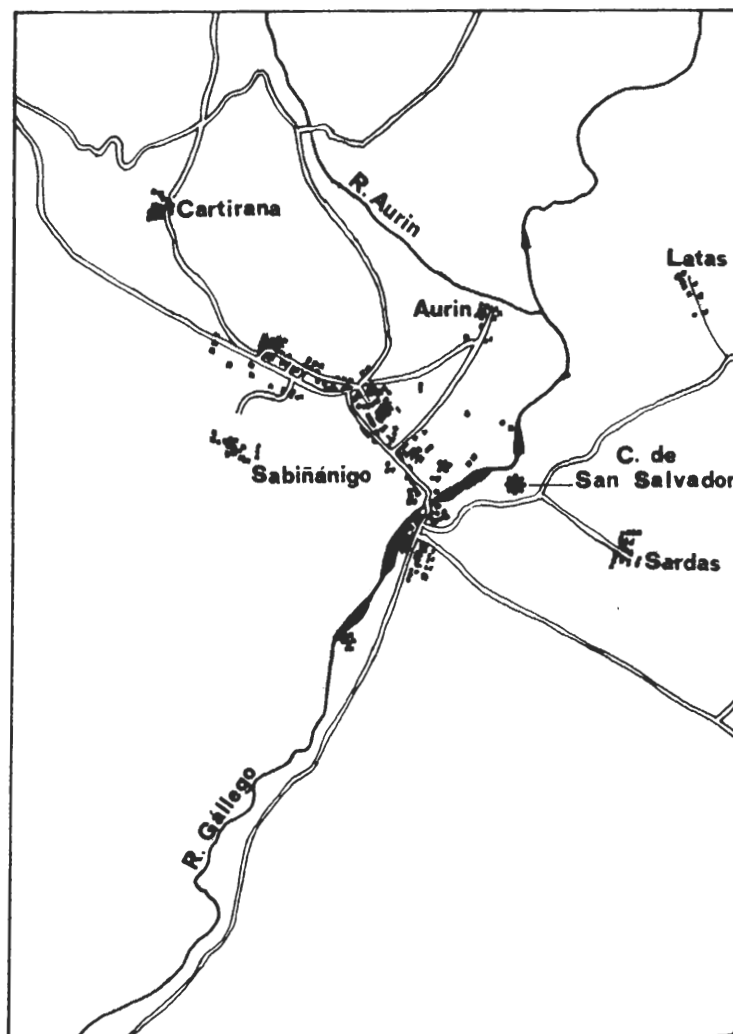 Cartirana
R. Aurin
Latas
Aurin
C. de
San Salvador
Sabiñánigo
Sardas
R. Gállego